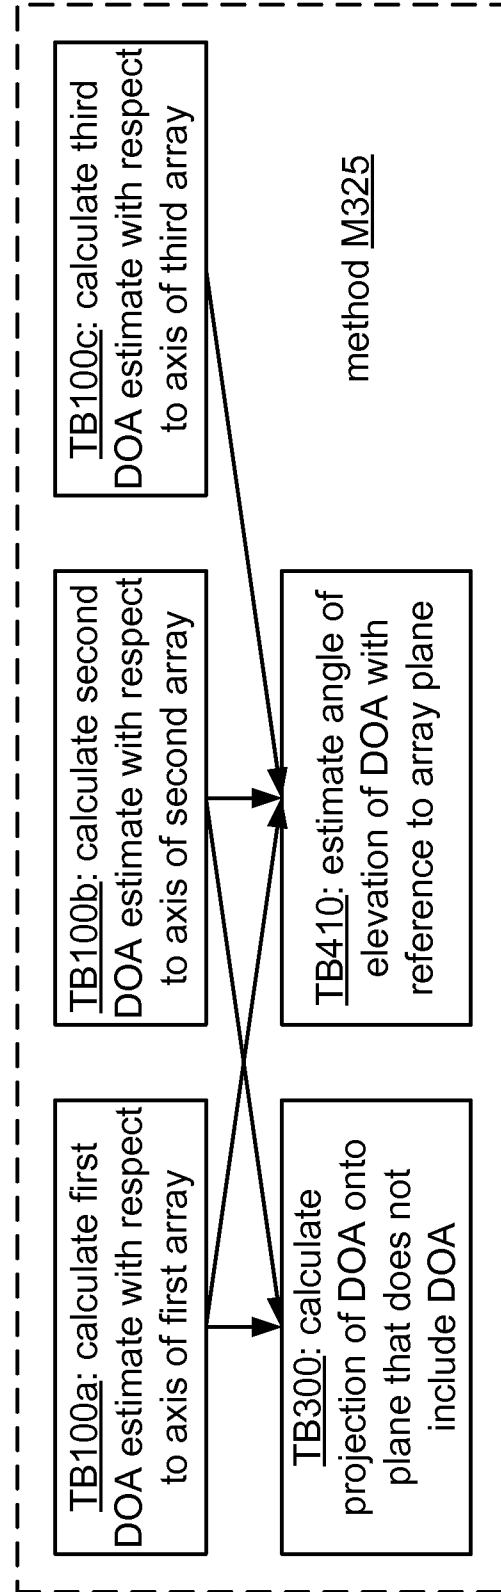 TB100a: calculate first
DOA estimate with respect
to axis of first array
TB100b: calculate second
DOA estimate with respect
to axis of second array
TB100c: calculate third
DOA estimate with respect
to axis of third array
TB300: calculate
projection of DOA onto
plane that does not
include DOA
TB410: estimate angle of
elevation of DOA with
reference to array plane
method M325